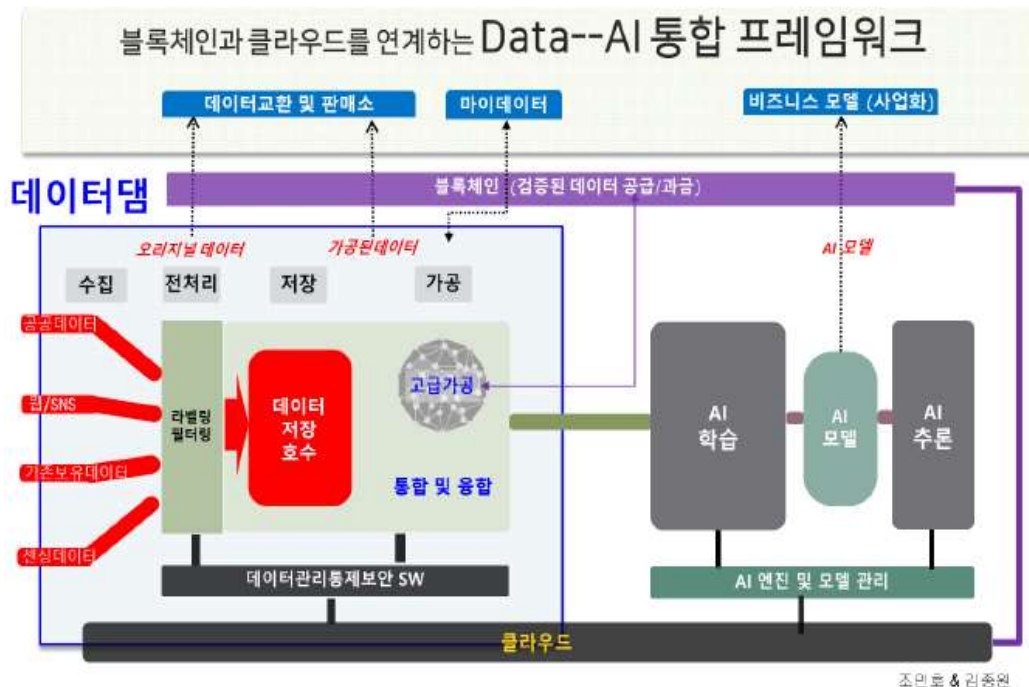 블록체인과 클라우드를 연계하는 Data--AI 통합 프레임워크
데이터교환 및 판매소
마이데이터
비즈니스 모델 (사업화)
블록체인 (검증된 데이터 공급/과금)
데이터댐
오리지널 데이터
가공된데이터
AI 모델
수집
전처리
저장
가공
공공데이터
웹/SNS
기존보유데이터
센싱데이터
라벨링
필터링
데이터
저장
호수
고급가공
통합 및 융합
AI
학습
AI
모델
AI
추론
데이터관리통제보안 SW
AI 엔진 및 모델 관리
클라우드
조민호 & 김종원